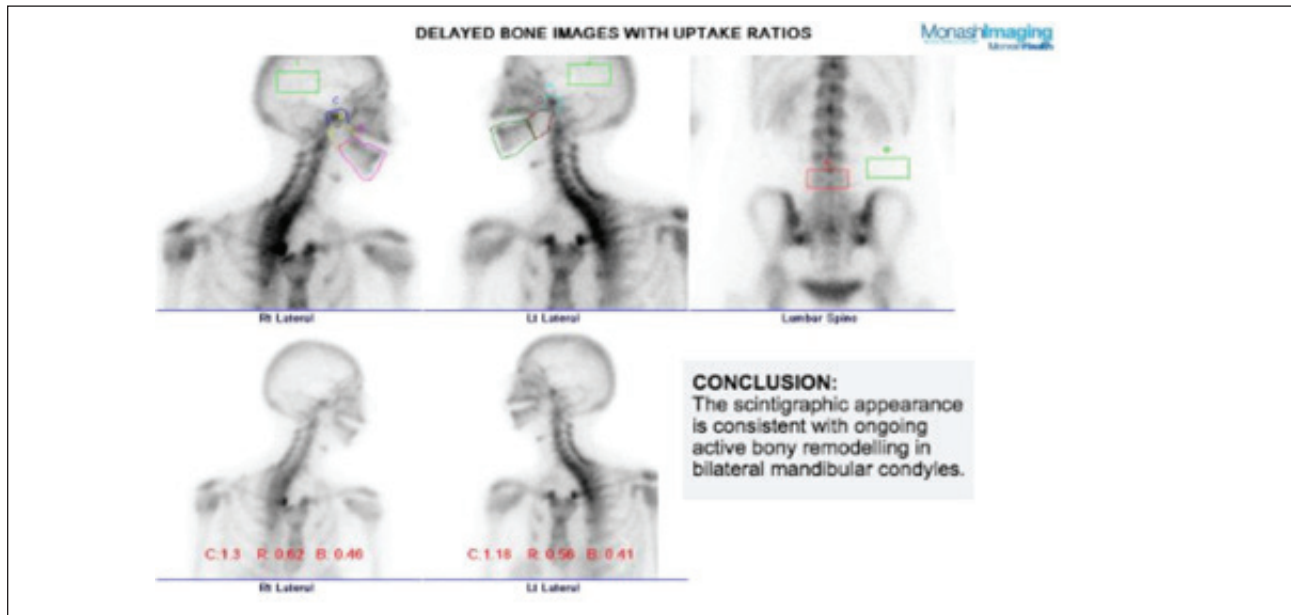 DELAYED BONE IMAGES WITH UPTAKE RATIOS
MonashImaging
MonashHealth
Rt Lateral
Lt Lateral
Lumbar Spine
CONCLUSION:
The scintigraphic appearance
is consistent with ongoing
active bony remodelling in
bilateral mandibular condyles.
C:1.3 R: 0.62 B: 0.46
C:1.18 R: 0.56 B: 0.41
Rt Lateral
Lt Lateral